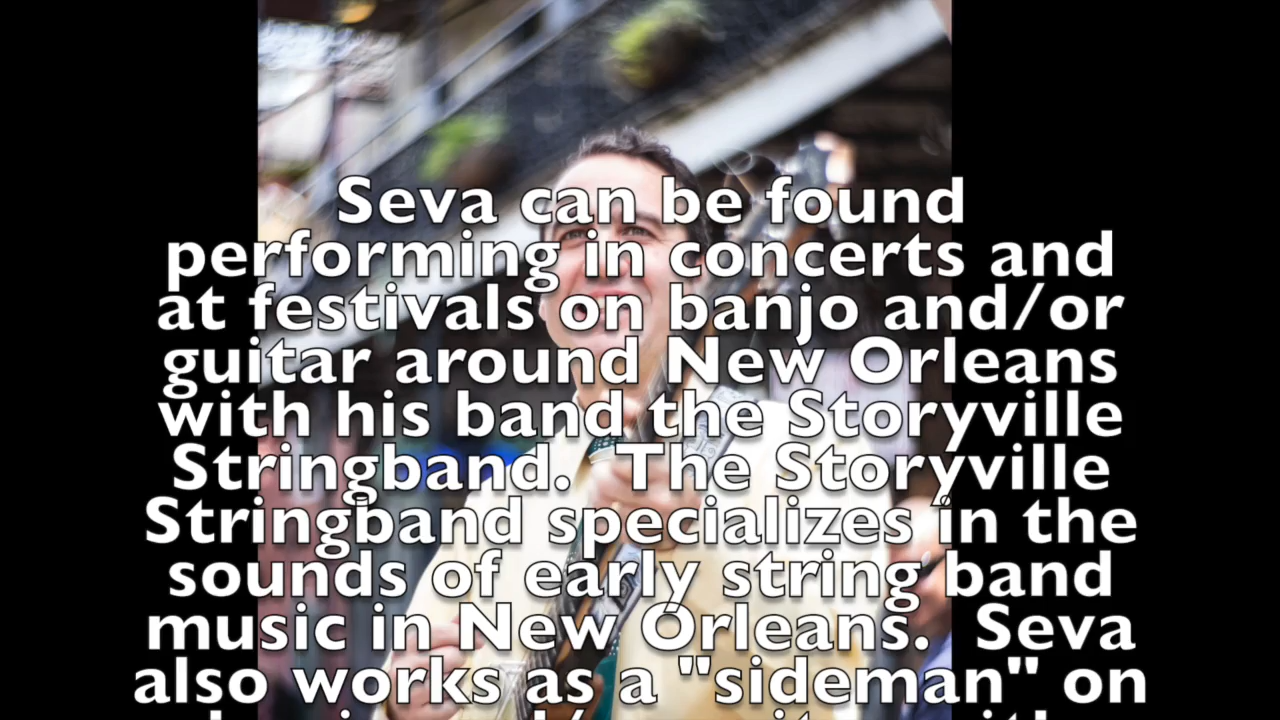 Seva can be found
performing in concerts and
at festivals on banjo and/or
guitar around New Orleans
with his band the Storyville
Stringband.  The Storyville
Stringband specializes in the
sounds of early string band
music in New Orleans.  Seva
also works as a "sideman" on